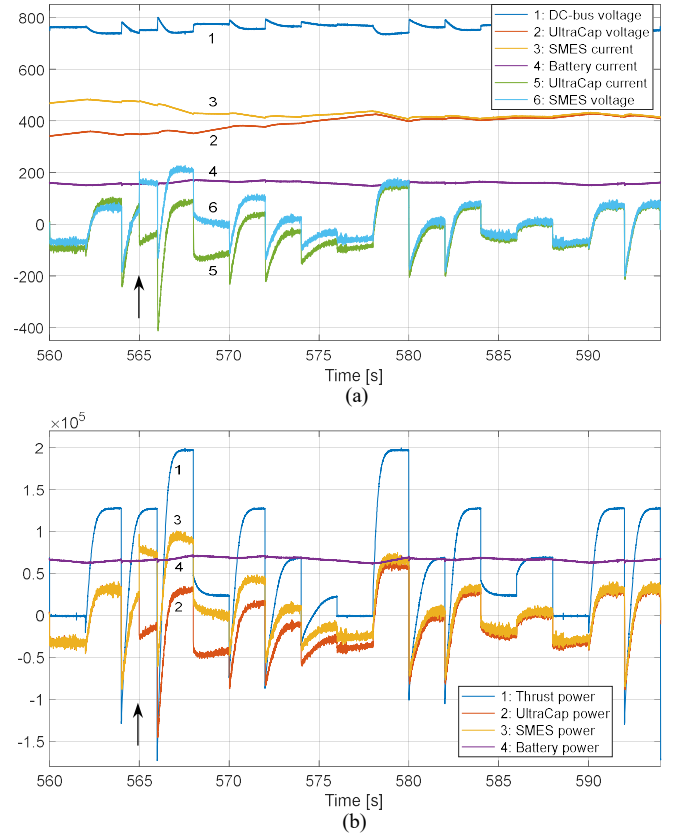 800
600
400
200
0
-200
-400
1
3
2
4
6
5
1: DC-bus voltage
2: UltraCap voltage
3: SMES current
4: Battery current
5: UltraCap current
6: SMES voltage
560 565 570 575 580 585 590
Time [s]
(a)
×10⁵
2
1.5
1
0.5
0
-0.5
-1
-1.5
1
3
4
2
1: Thrust power
2: UltraCap power
3: SMES power
4: Battery power
560 565 570 575 580 585 590
Time [s]
(b)